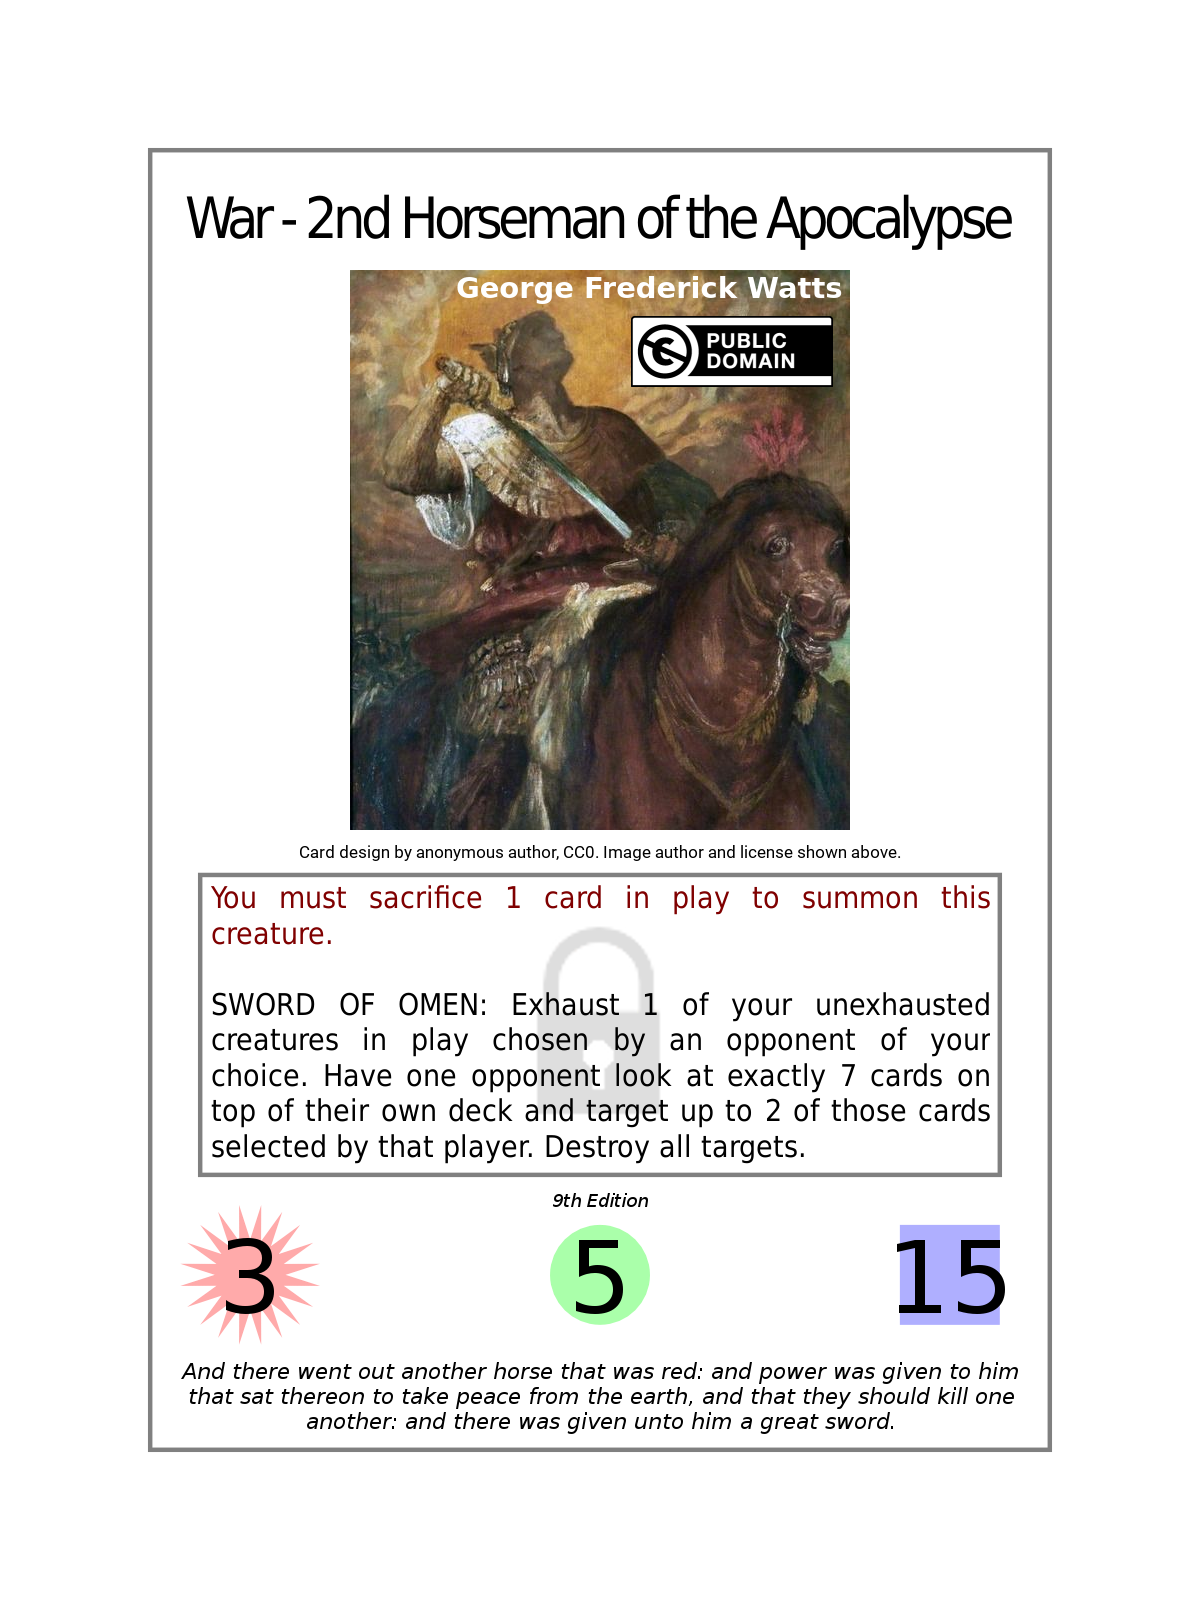 War - 2nd Horseman of the Apocalypse
George Frederick Watts
PUBLIC
DOMAIN
Card design by anonymous author, CC0. Image author and license shown above.
You must sacrifice 1 card in play to summon this
creature.
SWORD OF OMEN: Exhaust 1 of your unexhausted
creatures in play chosen by an opponent of your
choice. Have one opponent look at exactly 7 cards on
top of their own deck and target up to 2 of those cards
selected by that player. Destroy all targets.
9th Edition
3 5 15
And there went out another horse that was red: and power was given to him
that sat thereon to take peace from the earth, and that they should kill one
another: and there was given unto him a great sword.